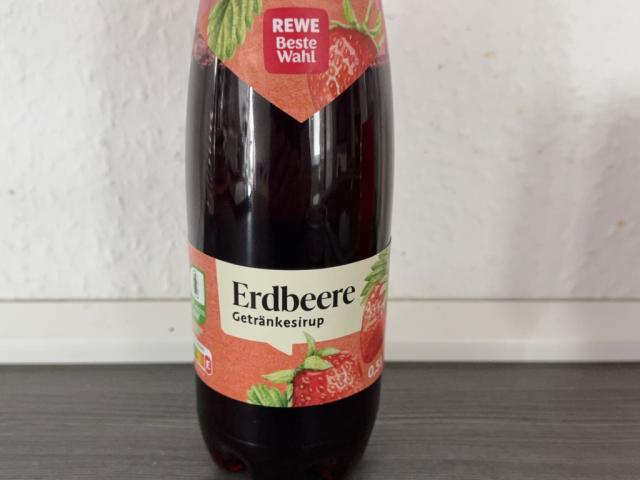 REWE
Beste
Wahl
Erdbeere
Getränkesirup
E